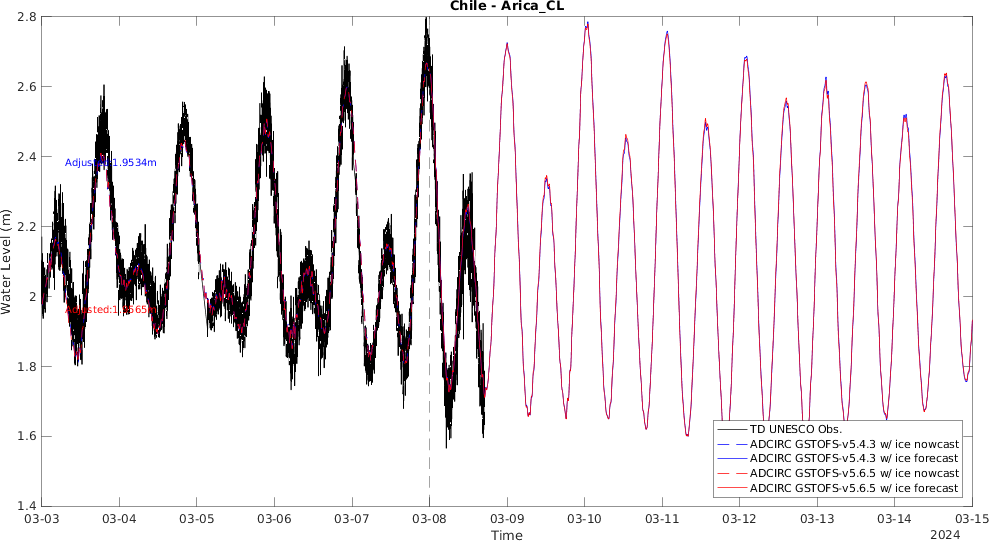 Chile - Arica_CL
Water Level (m)
2.8
2.6
2.4
2.2
2
1.8
1.6
1.4
Adjusted:1.9534m
TD UNESCO Obs.
ADCIRC GSTOFS-v5.4.3 w/ ice nowcast
ADCIRC GSTOFS-v5.4.3 w/ ice forecast
ADCIRC GSTOFS-v5.6.5 w/ ice nowcast
ADCIRC GSTOFS-v5.6.5 w/ ice forecast
03-03 03-04 03-05 03-06 03-07 03-08 03-09 03-10 03-11 03-12 03-13 03-14 03-15
Time
2024